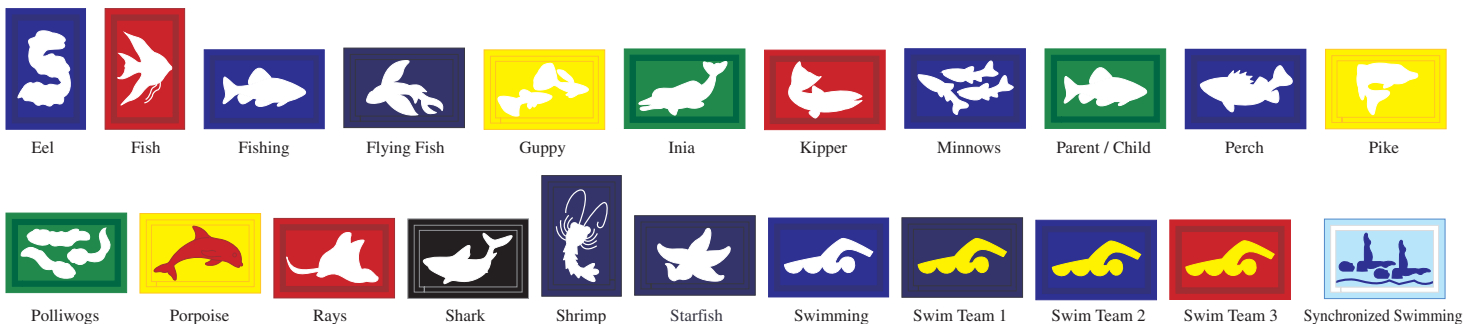 Eel Fish Fishing Flying Fish Guppy Inia Kipper Minnows Parent / Child Perch Pike
Polliwogs Porpoise Rays Shark Shrimp Starfish Swimming Swim Team 1 Swim Team 2 Swim Team 3 Synchronized Swimming